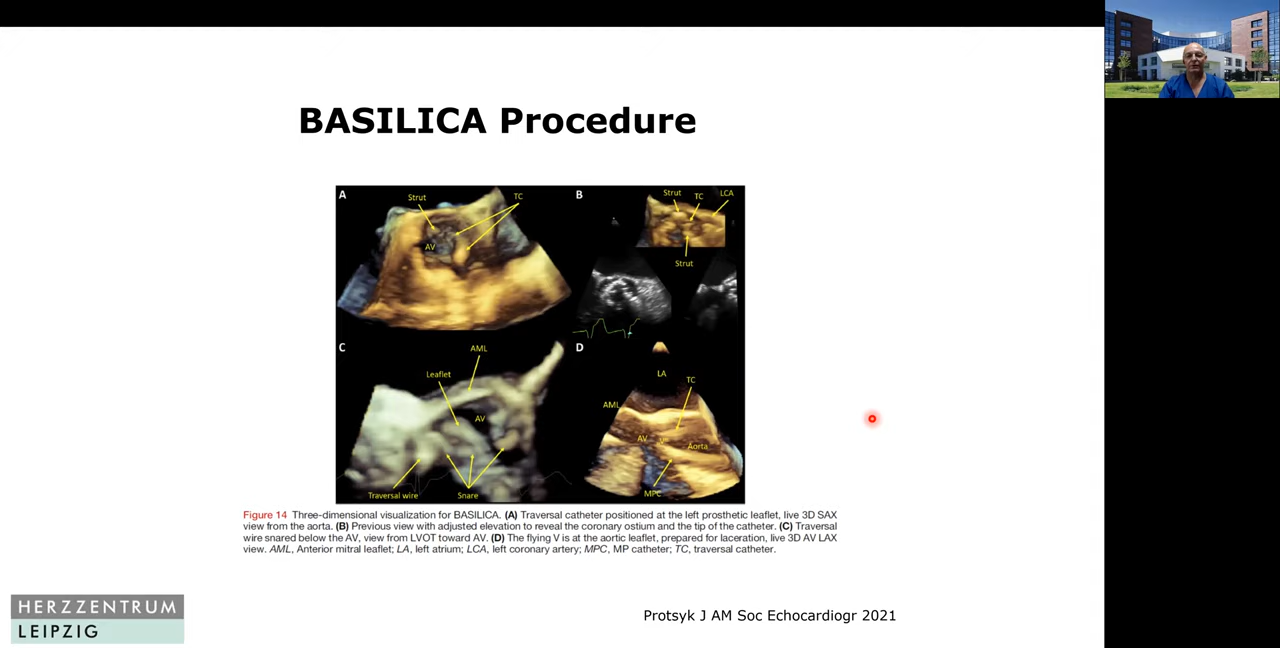 BASILICA Procedure
A
Strut
TC
AV
B
Strut
TC
LCA
Strut
C
AML
Leaflet
AV
Traversal wire
Snare
D
LA
TC
AML
AV
V
Aorta
MPC
Figure 14 Three-dimensional visualization for BASILICA. (A) Traversal catheter positioned at the left prosthetic leaflet, live 3D SAX
view from the aorta. (B) Previous view with adjusted elevation to reveal the coronary ostium and the tip of the catheter. (C) Traversal
wire snared below the AV, view from LVOT toward AV. (D) The flying V is at the aortic leaflet, prepared for laceration, live 3D AV LAX
view. AML, Anterior mitral leaflet; LA, left atrium; LCA, left coronary artery; MPC, MP catheter; TC, traversal catheter.
HERZZENTRUM
LEIPZIG
Protsyk J AM Soc Echocardiogr 2021